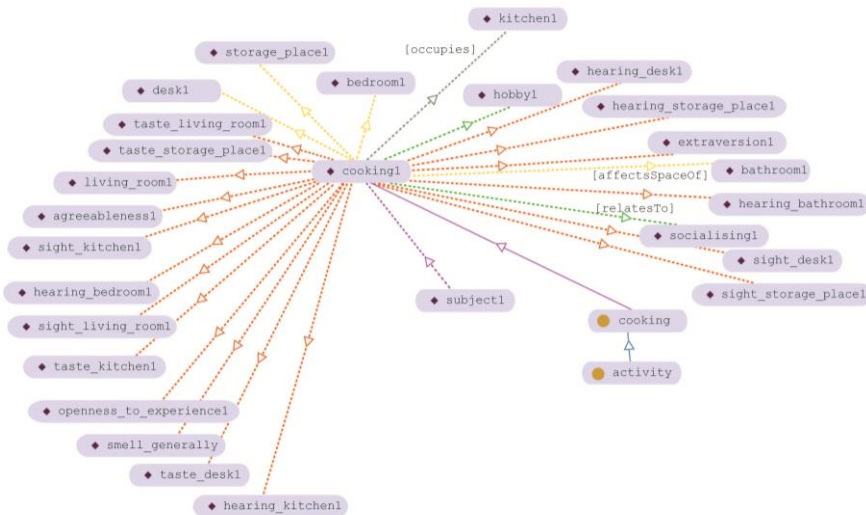 kitchen1
storage_place1
[occupies]
hearing_desk1
desk1
bedroom1
hobby1
hearing_storage_place1
taste_living_room1
extraversion1
taste_storage_place1
cooking1
[affectsSpaceOf]
bathroom1
living_room1
hearing_bathroom1
agreeableness1
[relatesTo]
socialising1
sight_kitchen1
sight_desk1
hearing_bedroom1
subject1
sight_storage_place1
sight_living_room1
cooking
taste_kitchen1
activity
openness_to_experience1
smell_generally
taste_desk1
hearing_kitchen1